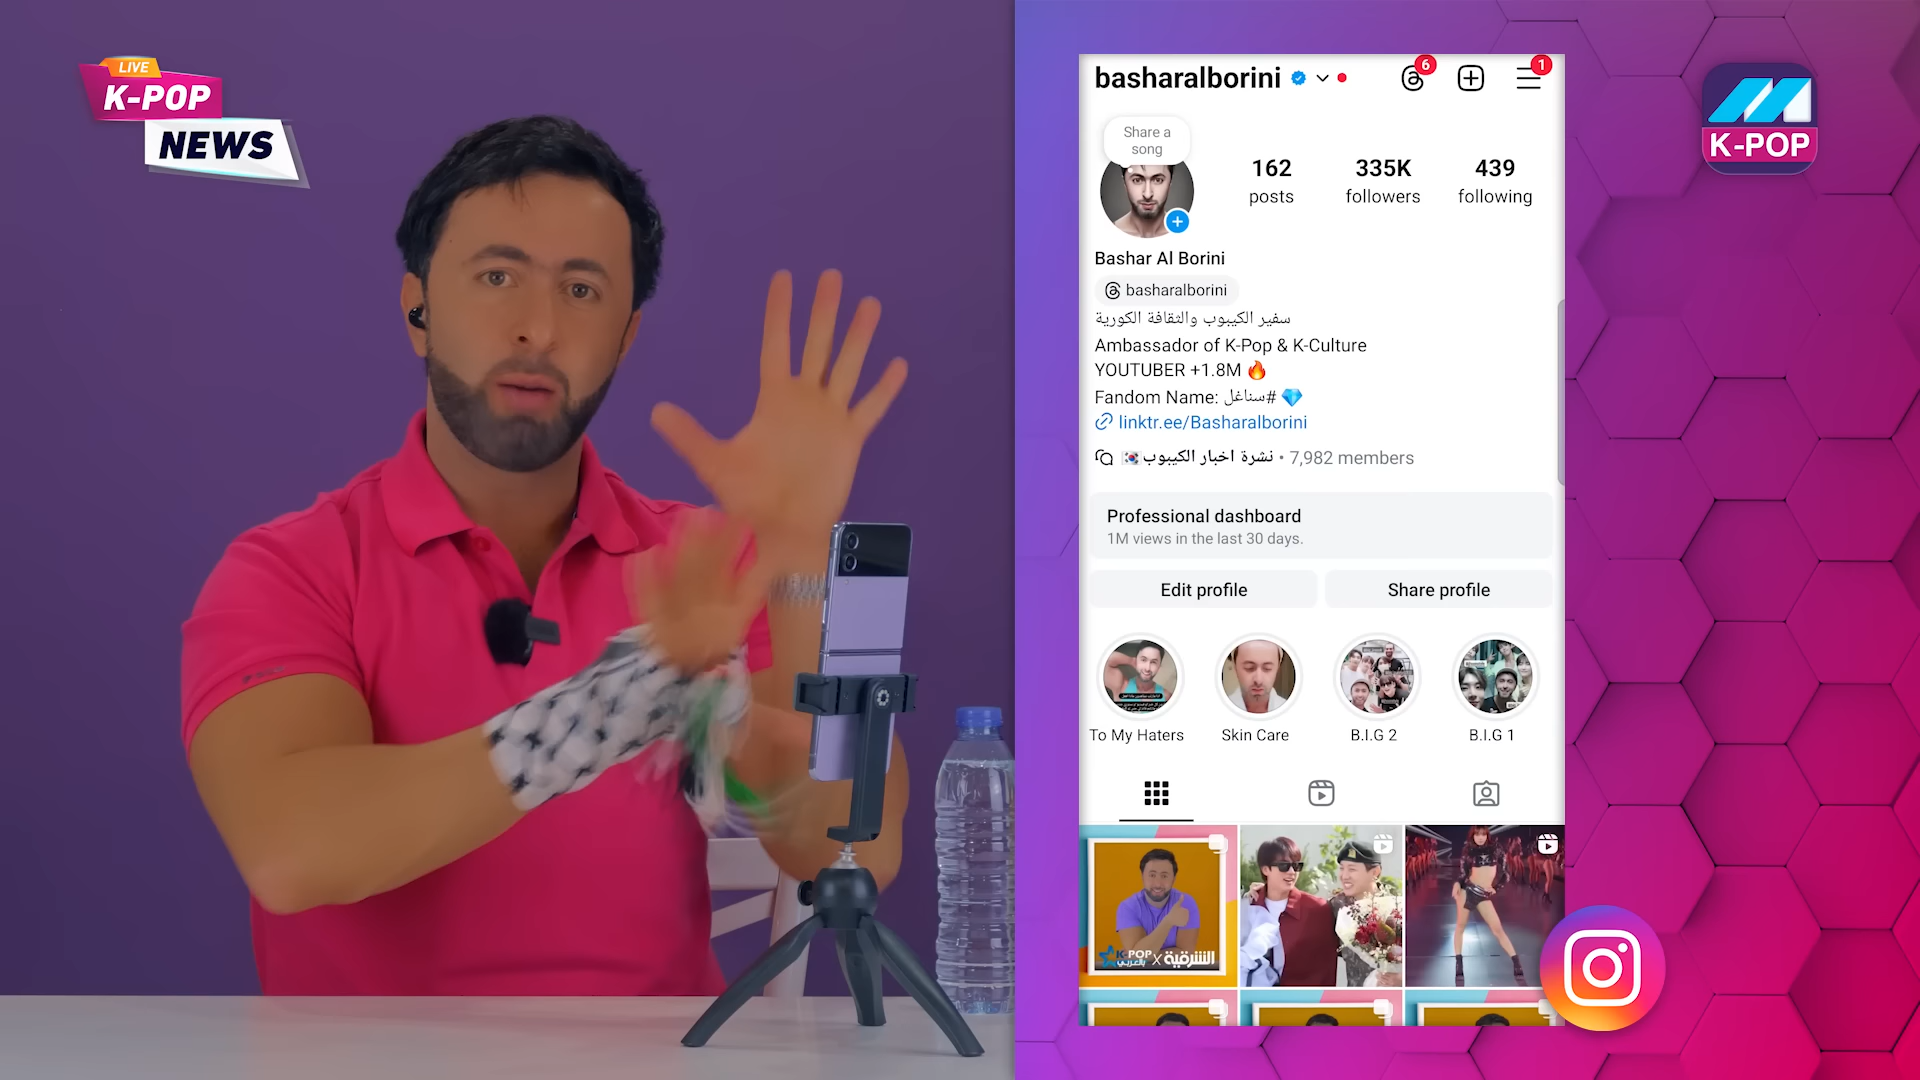 LIVE
K-POP
NEWS
basharalborini
6
1
Share a
song
162
posts
335K
followers
439
following
Bashar Al Borini
basharalborini
سفير الكيبوب والثقافة الكورية
Ambassador of K-Pop & K-Culture
YOUTUBER +1.8M 🔥
Fandom Name: #سناغل 💎
linktr.ee/Basharalborini
🇰🇷 نشرة اخبار الكيبوب • 7,982 members
Professional dashboard
1M views in the last 30 days.
Edit profile
Share profile
To My Haters
Skin Care
B.I.G 2
B.I.G 1
K-POP
بالعربي
X
الشرقية
K-POP